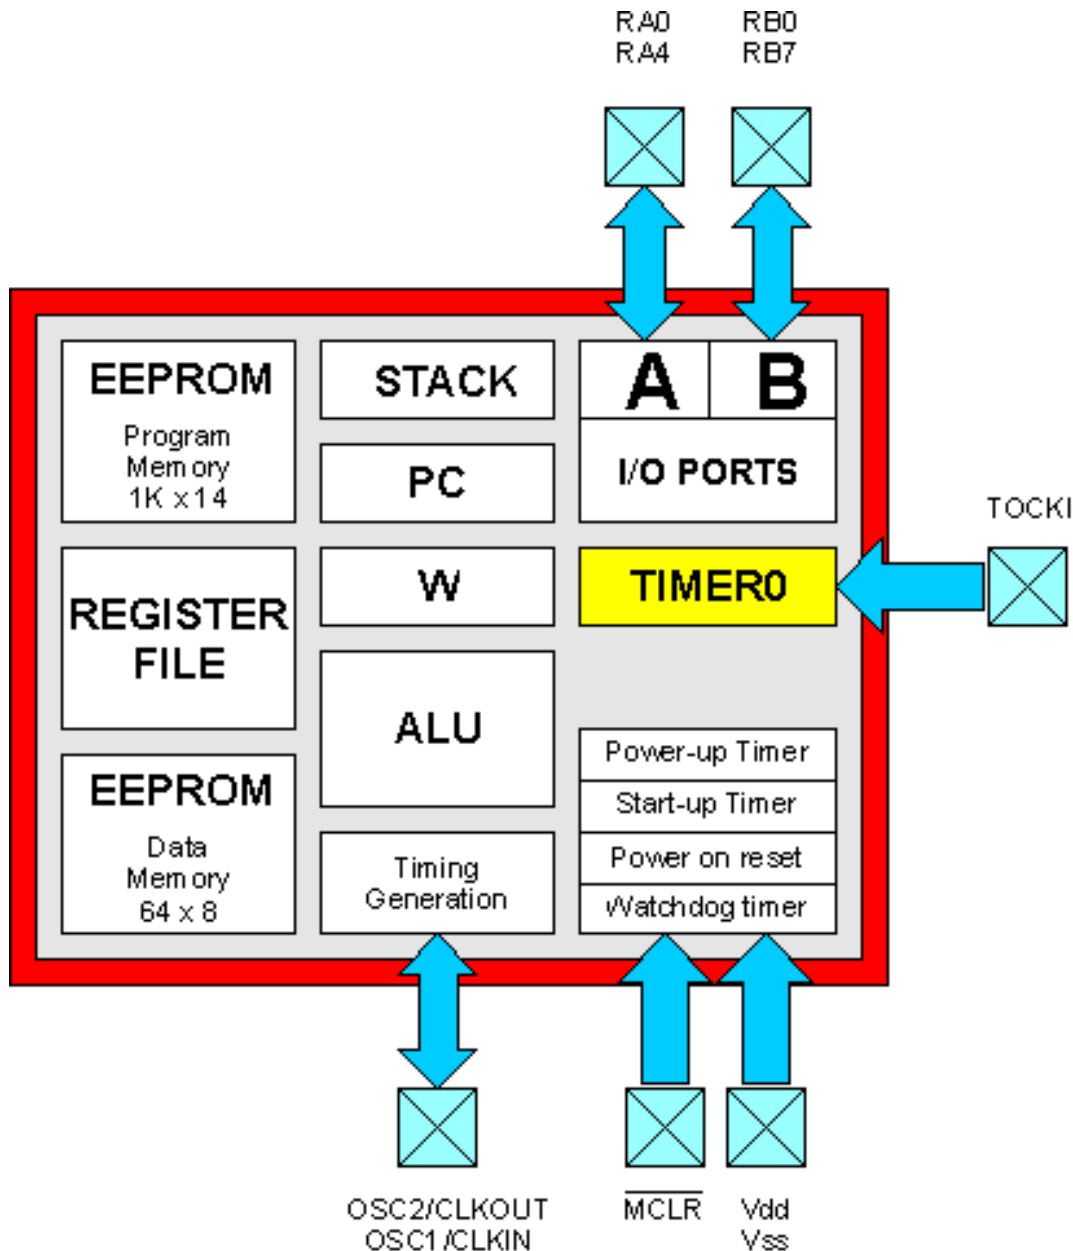 RA0
RA4
RB0
RB7
EEPROM
Program
Memory
1K x 14
STACK
PC
A
B
I/O PORTS
TOCKI
REGISTER
FILE
W
TIMER0
ALU
EEPROM
Data
Memory
64 x 8
Timing
Generation
Power-up Timer
Start-up Timer
Power on reset
Watchdog timer
OSC2/CLKOUT
OSC1/CLKIN
MCLR
Vdd
Vss